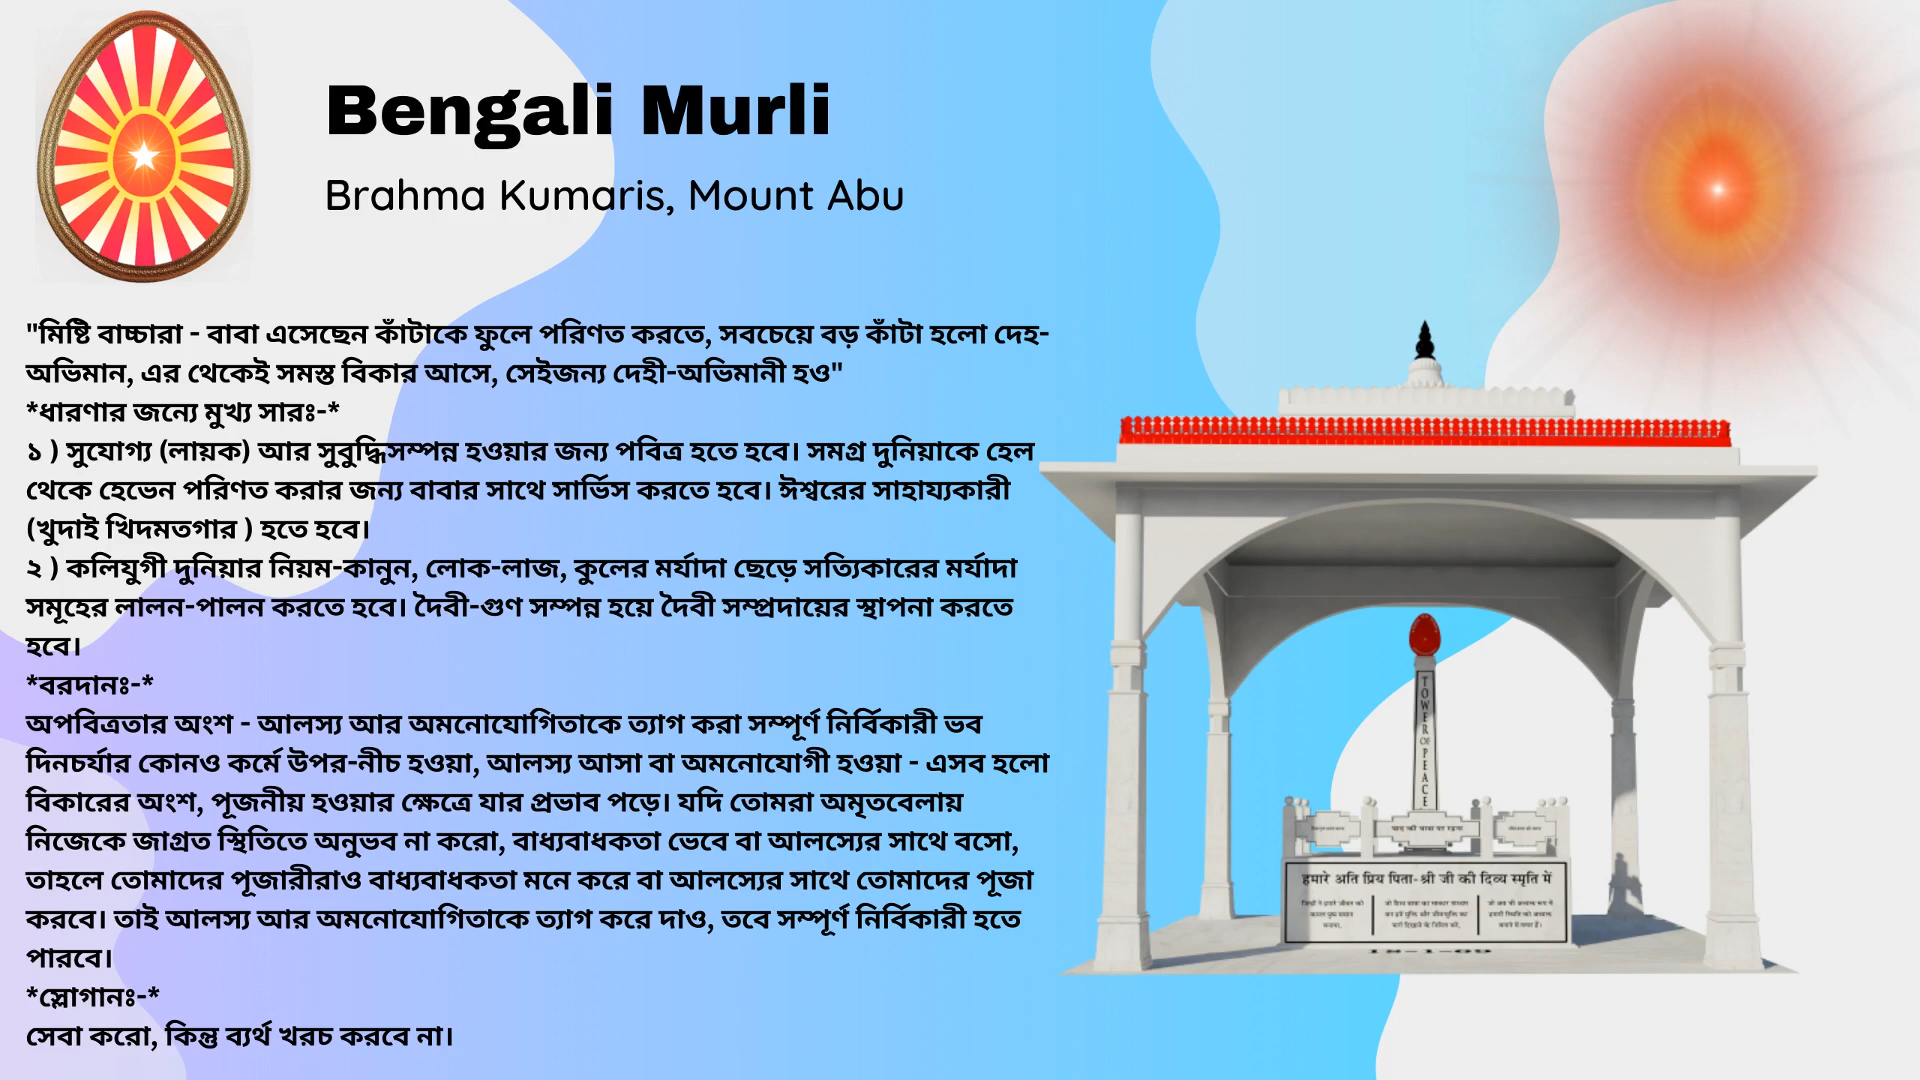 Bengali Murli
Brahma Kumaris, Mount Abu
"মিষ্টি বাচ্চারা - বাবা এসেছেন কাঁটাকে ফুলে পরিণত করতে, সবচেয়ে বড় কাঁটা হলো দেহ-
অভিমান, এর থেকেই সমস্ত বিকার আসে, সেইজন্য দেহী-অভিমানী হও"
*ধারণার জন্যে মুখ্য সারঃ-*
১ ) সুযোগ্য (লায়ক) আর সুবুদ্ধিসম্পন্ন হওয়ার জন্য পবিত্র হতে হবে। সমগ্র দুনিয়াকে হেল
থেকে হেভেন পরিণত করার জন্য বাবার সাথে সার্ভিস করতে হবে। ঈশ্বরের সাহায্যকারী
(খুদাই খিদমতগার ) হতে হবে।
২ ) কলিযুগী দুনিয়ার নিয়ম-কানুন, লোক-লাজ, কুলের মর্যাদা ছেড়ে সত্যিকারের মর্যাদা
সমূহের লালন-পালন করতে হবে। দৈবী-গুণ সম্পন্ন হয়ে দৈবী সম্প্রদায়ের স্থাপনা করতে
হবে।
*বরদানঃ-*
অপবিত্রতার অংশ - আলস্য আর অমনোযোগিতাকে ত্যাগ করা সম্পূর্ণ নির্বিকারী ভব
দিনচর্যার কোনও কর্মে উপর-নীচ হওয়া, আলস্য আসা বা অমনোযোগী হওয়া - এসব হলো
বিকারের অংশ, পূজনীয় হওয়ার ক্ষেত্রে যার প্রভাব পড়ে। যদি তোমরা অমৃতবেলায়
নিজেকে জাগ্রত স্থিতিতে অনুভব না করো, বাধ্যবাধকতা ভেবে বা আলস্যের সাথে বসো,
তাহলে তোমাদের পূজারীরাও বাধ্যবাধকতা মনে করে বা আলস্যের সাথে তোমাদের পূজা
করবে। তাই আলস্য আর অমনোযোগিতাকে ত্যাগ করে দাও, তবে সম্পূর্ণ নির্বিকারী হতে
পারবে।
*স্লোগানঃ-*
সেবা করো, কিন্তু ব্যর্থ খরচ করবে না।
TOWER OF PEACE
हमारे अति प्रिय पिता-श्री जी की दिव्य स्मृति में
18-1-69